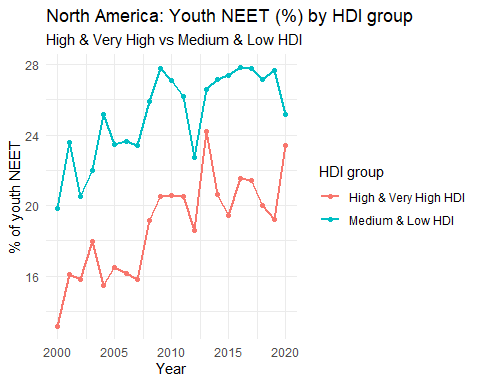 North America: Youth NEET (%) by HDI group
High & Very High vs Medium & Low HDI
% of youth NEET
28
24
20
16
2000
2005
2010
2015
2020
Year
HDI group
High & Very High HDI
Medium & Low HDI